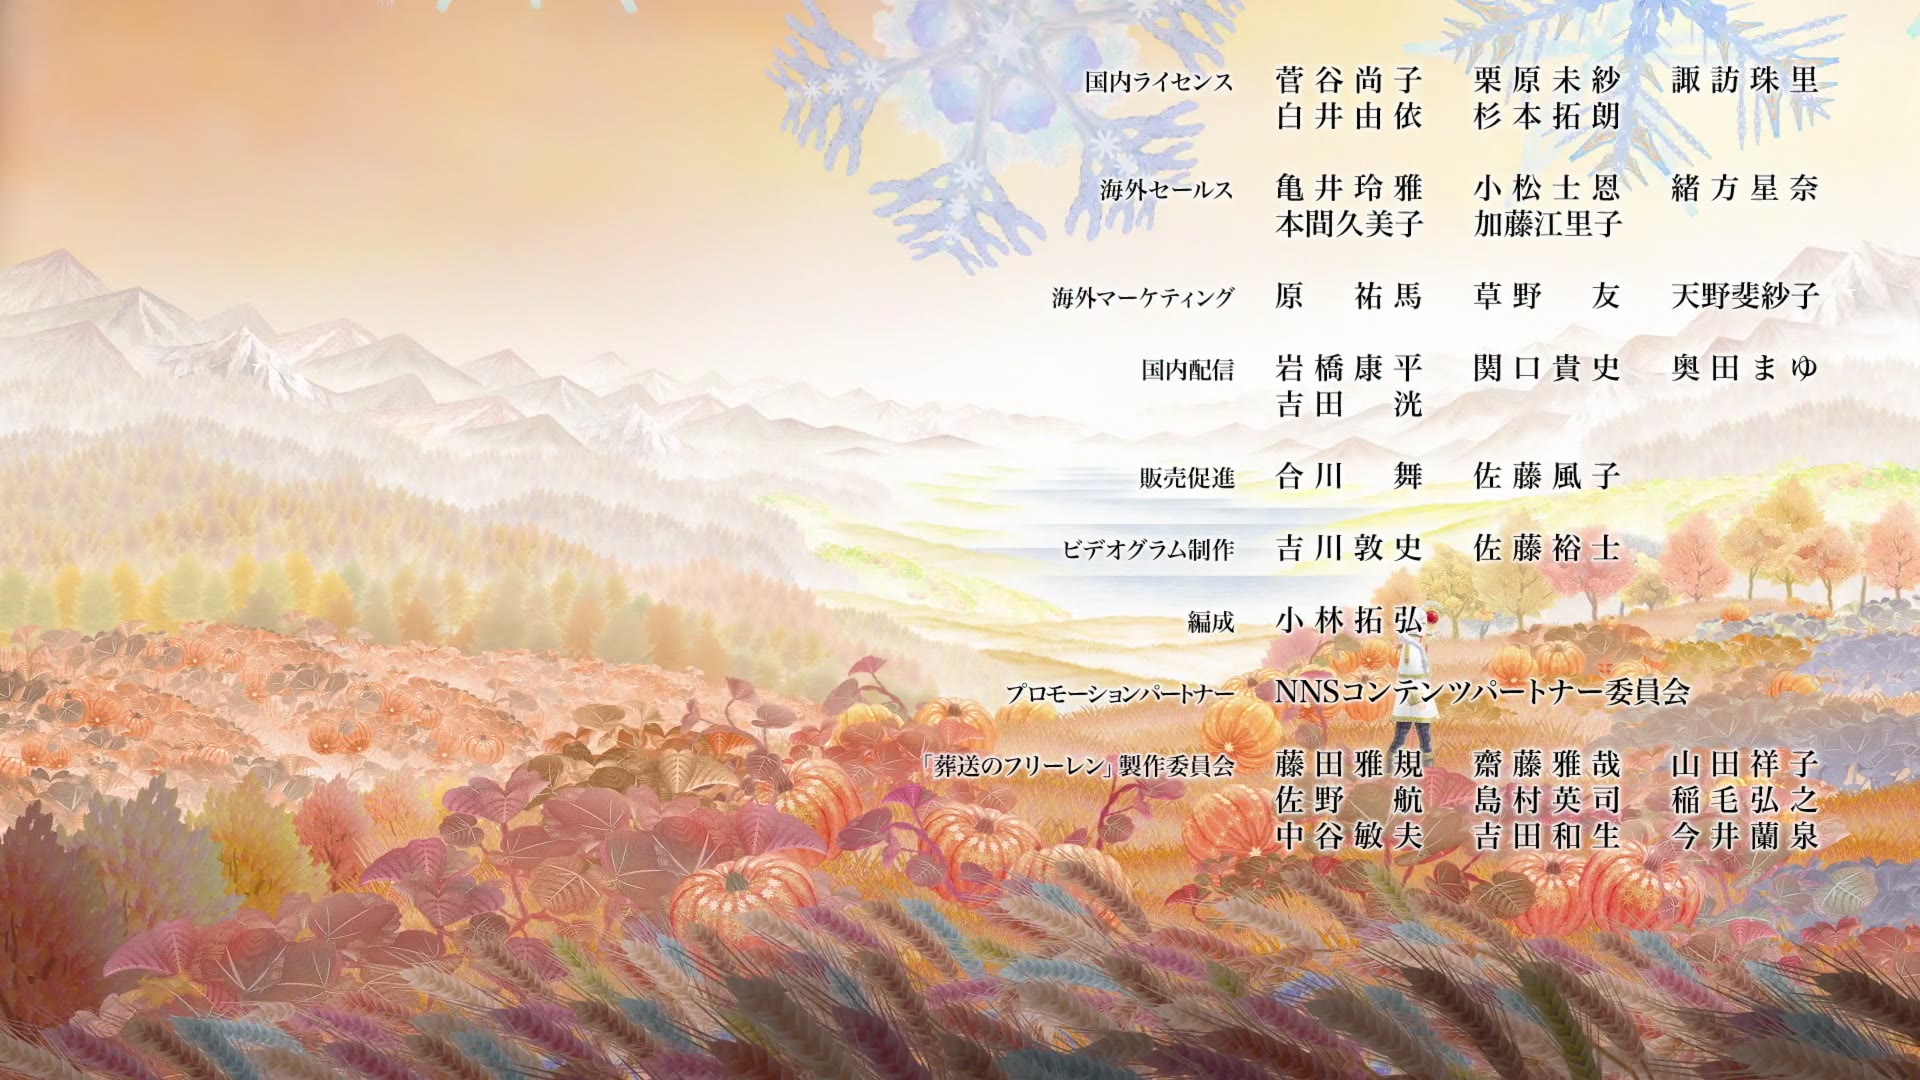 国内ライセンス 菅谷尚子 栗原未紗 諏訪珠里
白井由依 杉本拓朗
海外セールス 亀井玲雅 小松士恩 緒方星奈
本間久美子 加藤江里子
海外マーケティング 原 祐馬 草野 友 天野斐紗子
国内配信 岩橋康平 関口貴史 奥田まゆ
吉田 洸
販売促進 合川 舞 佐藤風子
ビデオグラム制作 吉川敦史 佐藤裕士
編成 小林拓弘
プロモーションパートナー NNSコンテンツパートナー委員会
「葬送のフリーレン」製作委員会 藤田雅規 齋藤雅哉 山田祥子
佐野 航 島村英司 稲毛弘之
中谷敏夫 吉田和生 今井蘭泉